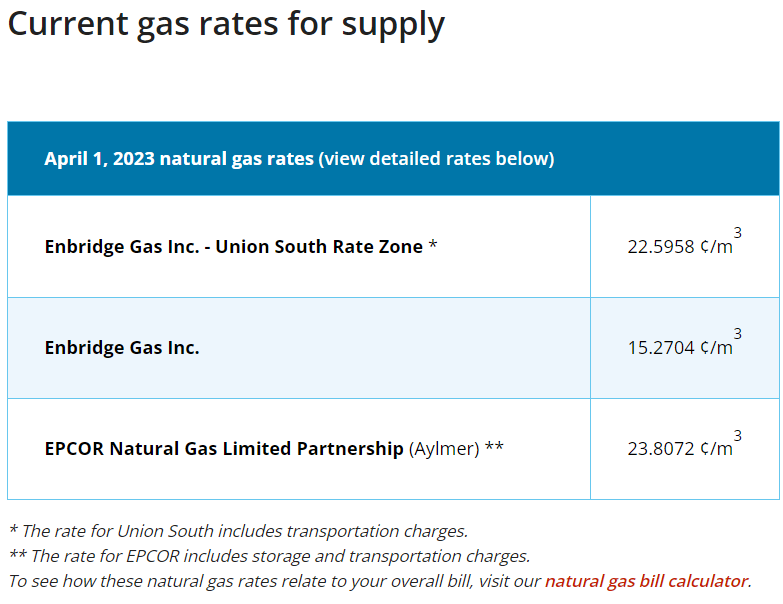 Current gas rates for supply
April 1, 2023 natural gas rates (view detailed rates below)
Enbridge Gas Inc. - Union South Rate Zone * 22.5958 ¢/m³
Enbridge Gas Inc. 15.2704 ¢/m³
EPCOR Natural Gas Limited Partnership (Aylmer) ** 23.8072 ¢/m³
* The rate for Union South includes transportation charges.
** The rate for EPCOR includes storage and transportation charges.
To see how these natural gas rates relate to your overall bill, visit our natural gas bill calculator.